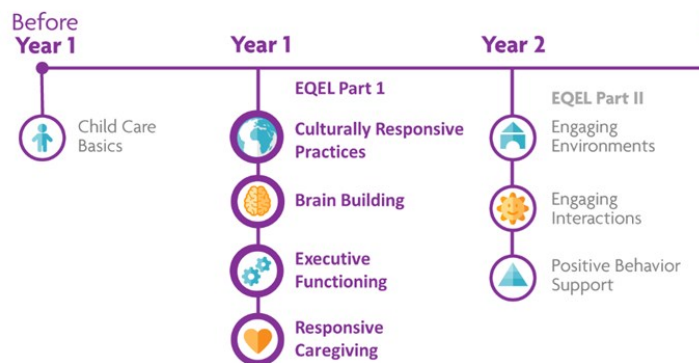 Before
Year 1
Child Care
Basics
Year 1
EQEL Part 1
Culturally Responsive
Practices
Brain Building
Executive
Functioning
Responsive
Caregiving
Year 2
EQEL Part II
Engaging
Environments
Engaging
Interactions
Positive Behavior
Support